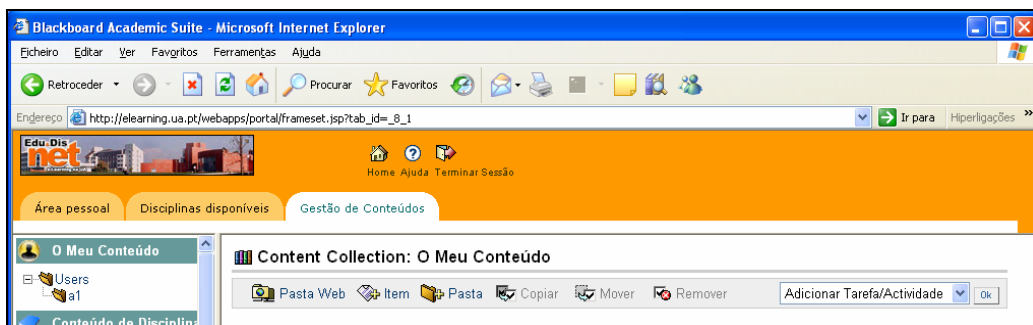 Blackboard Academic Suite - Microsoft Internet Explorer
Ficheiro Editar Ver Favoritos Ferramentas Ajuda
Retroceder Procurar Favoritos
Endereço http://elearning.ua.pt/webapps/portal/frameset.jsp?tab_id=_8_1 Ir para Hiperligações »
Edu.Dis
net
Home Ajuda Terminar Sessão
Área pessoal Disciplinas disponíveis Gestão de Conteúdos
O Meu Conteúdo
Users
a1
Conteúdo de Disciplina
Content Collection: O Meu Conteúdo
Pasta Web Item Pasta Copiar Mover Remover Adicionar Tarefa/Actividade Ok